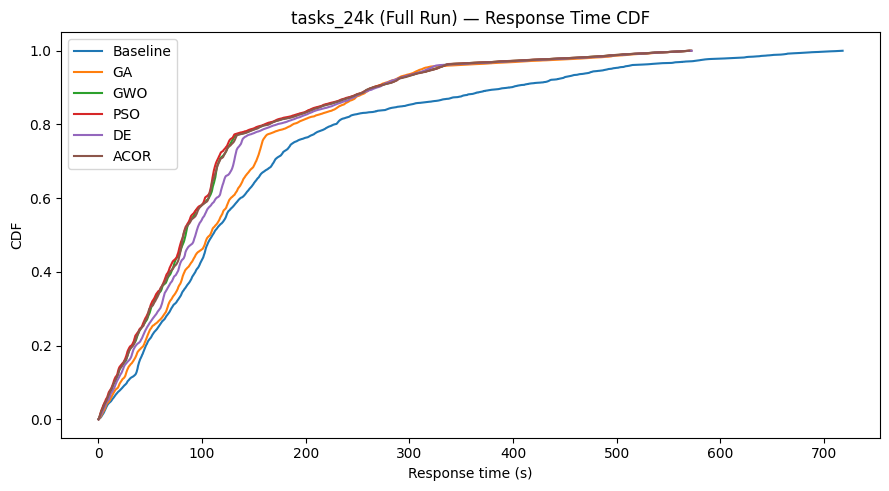 tasks_24k (Full Run) — Response Time CDF
Baseline
GA
GWO
PSO
DE
ACOR
CDF
1.0
0.8
0.6
0.4
0.2
0.0
0 100 200 300 400 500 600 700
Response time (s)